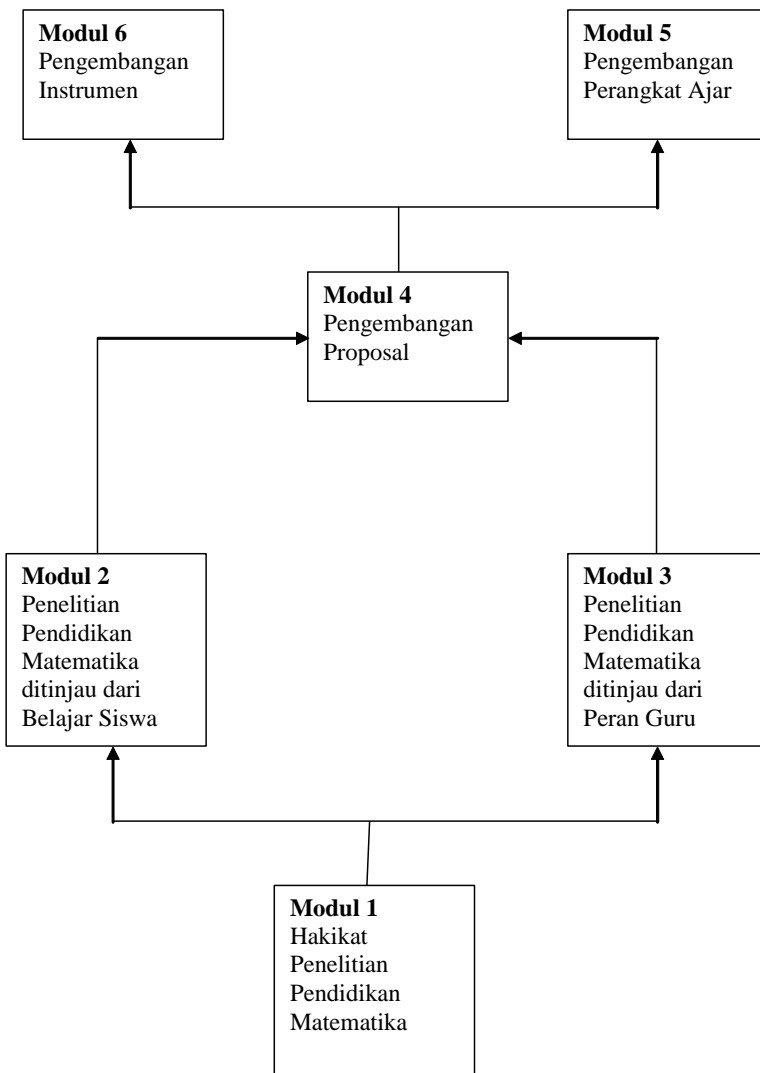 Modul 6
Pengembangan
Instrumen
Modul 5
Pengembangan
Perangkat Ajar
Modul 4
Pengembangan
Proposal
Modul 2
Penelitian
Pendidikan
Matematika
ditinjau dari
Belajar Siswa
Modul 3
Penelitian
Pendidikan
Matematika
ditinjau dari
Peran Guru
Modul 1
Hakikat
Penelitian
Pendidikan
Matematika